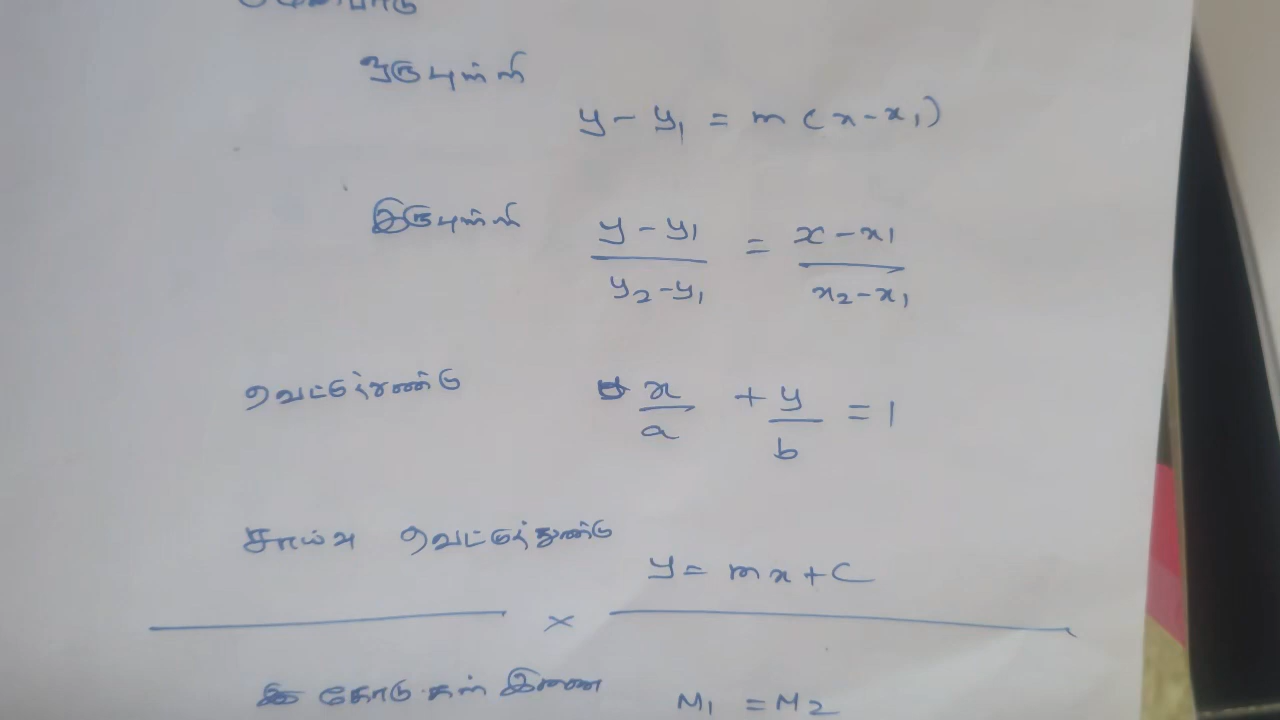 ஒருபுள்ளி
y - y₁ = m (x - x₁)
இருபுள்ளி (y - y₁)/(y₂ - y₁) = (x - x₁)/(x₂ - x₁)
வெட்டுத்துண்டு x/a + y/b = 1
சாய்வு வெட்டுத்துண்டு
y = mx + c
×
கோடுகள் இணை M₁ = M₂